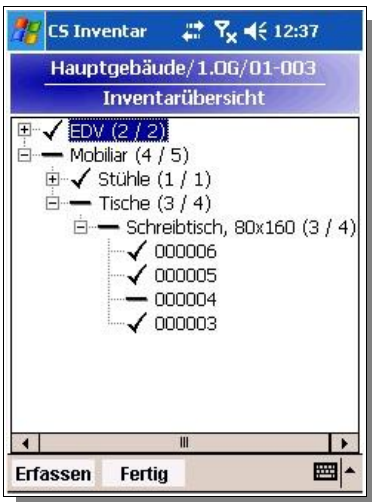 CS Inventar 12:37
Hauptgebäude/1.OG/01-003
Inventarübersicht
EDV (2 / 2)
Mobiliar (4 / 5)
Stühle (1 / 1)
Tische (3 / 4)
Schreibtisch, 80x160 (3 / 4)
000006
000005
000004
000003
Erfassen Fertig